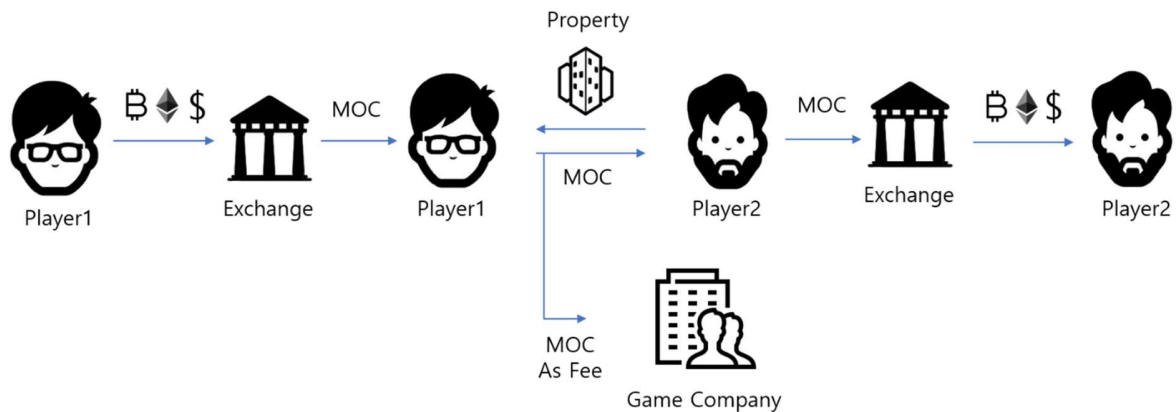 Property
MOC
MOC
MOC
Player1
Exchange
Player1
Player2
Exchange
Player2
MOC
As Fee
Game Company